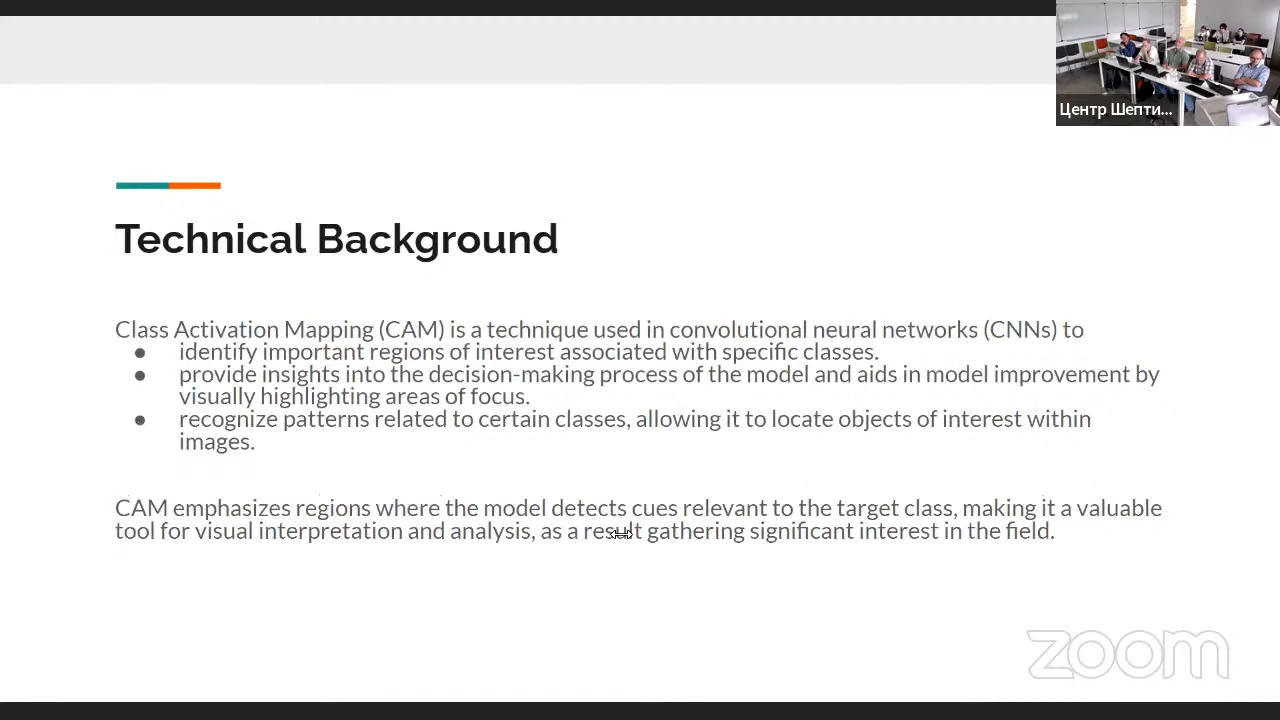 Центр Шепти...
Technical Background
Class Activation Mapping (CAM) is a technique used in convolutional neural networks (CNNs) to
● identify important regions of interest associated with specific classes.
● provide insights into the decision-making process of the model and aids in model improvement by
visually highlighting areas of focus.
● recognize patterns related to certain classes, allowing it to locate objects of interest within
images.
CAM emphasizes regions where the model detects cues relevant to the target class, making it a valuable
tool for visual interpretation and analysis, as a result gathering significant interest in the field.
zoom